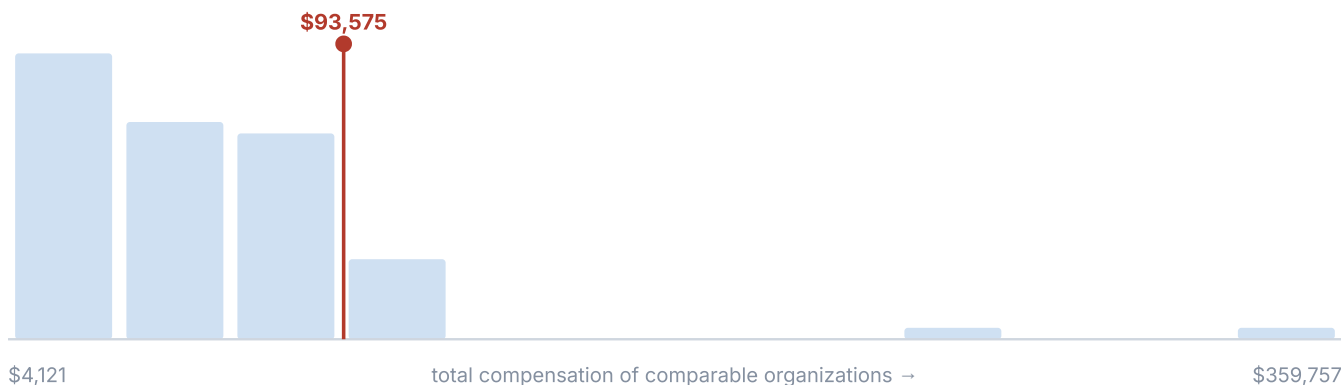 $93,575
$4,121 total compensation of comparable organizations → $359,757